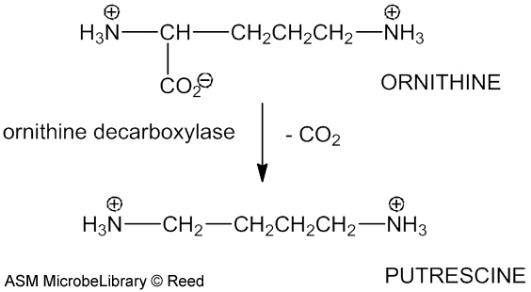 H₃N⊕—CH—CH₂CH₂CH₂—NH₃⊕
CO₂⊖
ORNITHINE
ornithine decarboxylase
- CO₂
H₃N⊕—CH₂—CH₂CH₂CH₂—NH₃⊕
ASM MicrobeLibrary © Reed
PUTRESCINE